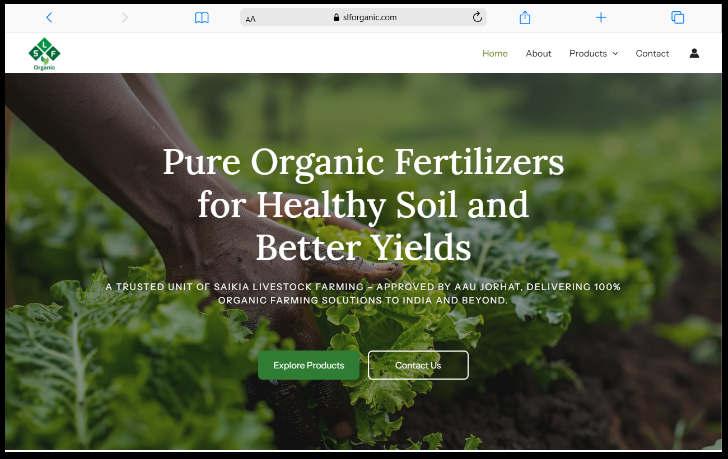 AA slforganic.com
SLF
Organic
Home About Products Contact
Pure Organic Fertilizers
for Healthy Soil and
Better Yields
A TRUSTED UNIT OF SAIKIA LIVESTOCK FARMING – APPROVED BY AAU JORHAT, DELIVERING 100%
ORGANIC FARMING SOLUTIONS TO INDIA AND BEYOND.
Explore Products Contact Us